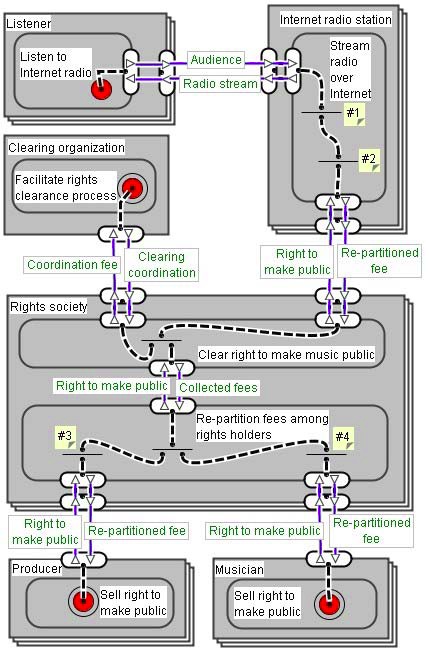 Listener
Listen to
Internet radio
Audience
Radio stream
Internet radio station
Stream
radio
over
Internet
#1
#2
Clearing organization
Facilitate rights
clearance process
Coordination fee
Clearing
coordination
Right to
make public
Re-partitioned
fee
Rights society
Clear right to make music public
Right to make public
Collected fees
Re-partition fees among
rights holders
#3
#4
Right to
make public
Re-partitioned fee
Right to
make public
Re-partitioned
fee
Producer
Sell right to
make public
Musician
Sell right to
make public